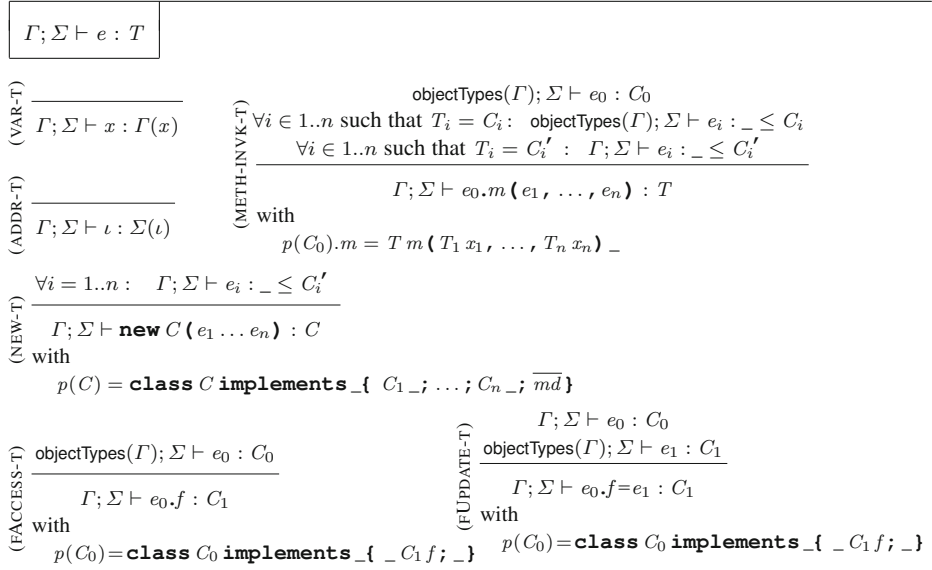 Γ; Σ ⊢ e : T
(VAR-T)
Γ; Σ ⊢ x : Γ(x)
(METH-INVK-T)
objectTypes(Γ); Σ ⊢ e₀ : C₀
∀i ∈ 1..n such that Tᵢ = Cᵢ : objectTypes(Γ); Σ ⊢ eᵢ : _ ≤ Cᵢ
∀i ∈ 1..n such that Tᵢ = Cᵢ′ : Γ; Σ ⊢ eᵢ : _ ≤ Cᵢ′
Γ; Σ ⊢ e₀.m(e₁, …, eₙ) : T
with
p(C₀).m = T m(T₁ x₁, …, Tₙ xₙ) _
(ADDR-T)
Γ; Σ ⊢ ι : Σ(ι)
(NEW-T)
∀i = 1..n : Γ; Σ ⊢ eᵢ : _ ≤ Cᵢ′
Γ; Σ ⊢ new C(e₁ … eₙ) : C
with
p(C) = class C implements _{ C₁ _; …; Cₙ _; m̅d̅}
(FACCESS-T)
objectTypes(Γ); Σ ⊢ e₀ : C₀
Γ; Σ ⊢ e₀.f : C₁
with
p(C₀)=class C₀ implements _{ _ C₁ f; _}
(FUPDATE-T)
Γ; Σ ⊢ e₀ : C₀
objectTypes(Γ); Σ ⊢ e₁ : C₁
Γ; Σ ⊢ e₀.f=e₁ : C₁
with
p(C₀)=class C₀ implements _{ _ C₁ f; _}